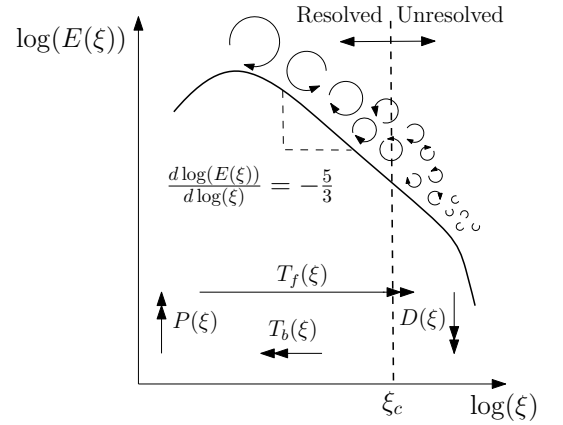 Resolved Unresolved
log(E(ξ))
d log(E(ξ))
d log(ξ)
= −
5
3
T_f(ξ)
P(ξ)
T_b(ξ)
D(ξ)
ξ_c
log(ξ)